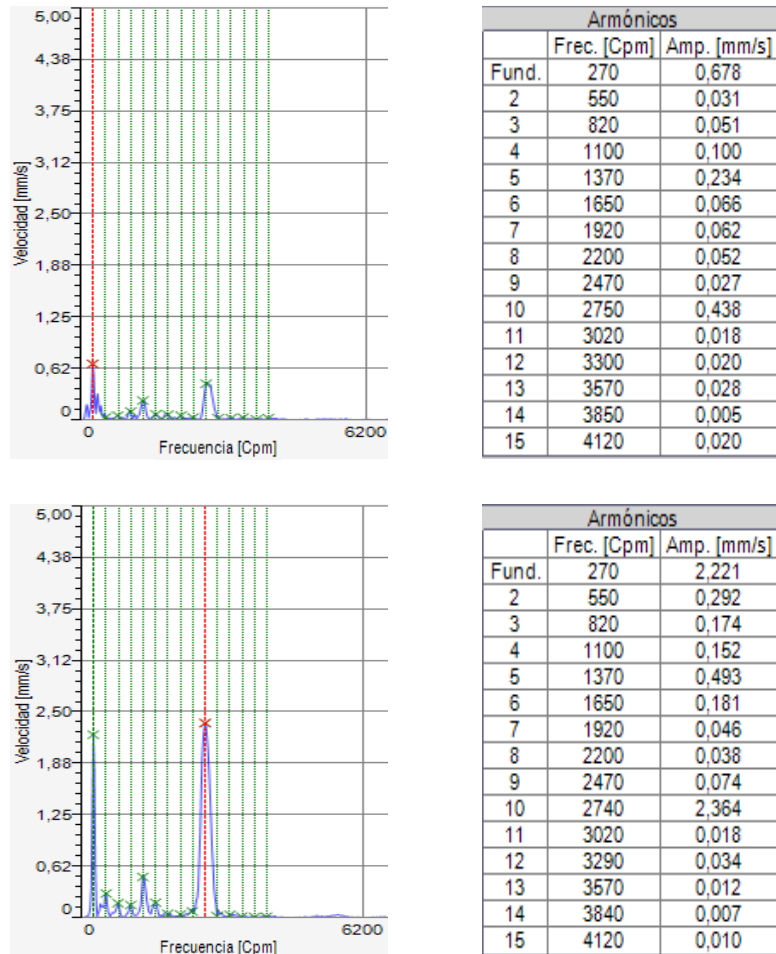 5,00
4,38
3,75
3,12
2,50
1,88
1,25
0,62
0
Velocidad [mm/s]
0 6200
Frecuencia [Cpm]
Armónicos
Frec. [Cpm] Amp. [mm/s]
Fund. 270 0,678
2 550 0,031
3 820 0,051
4 1100 0,100
5 1370 0,234
6 1650 0,066
7 1920 0,062
8 2200 0,052
9 2470 0,027
10 2750 0,438
11 3020 0,018
12 3300 0,020
13 3570 0,028
14 3850 0,005
15 4120 0,020
5,00
4,38
3,75
3,12
2,50
1,88
1,25
0,62
0
Velocidad [mm/s]
0 6200
Frecuencia [Cpm]
Armónicos
Frec. [Cpm] Amp. [mm/s]
Fund. 270 2,221
2 550 0,292
3 820 0,174
4 1100 0,152
5 1370 0,493
6 1650 0,181
7 1920 0,046
8 2200 0,038
9 2470 0,074
10 2740 2,364
11 3020 0,018
12 3290 0,034
13 3570 0,012
14 3840 0,007
15 4120 0,010